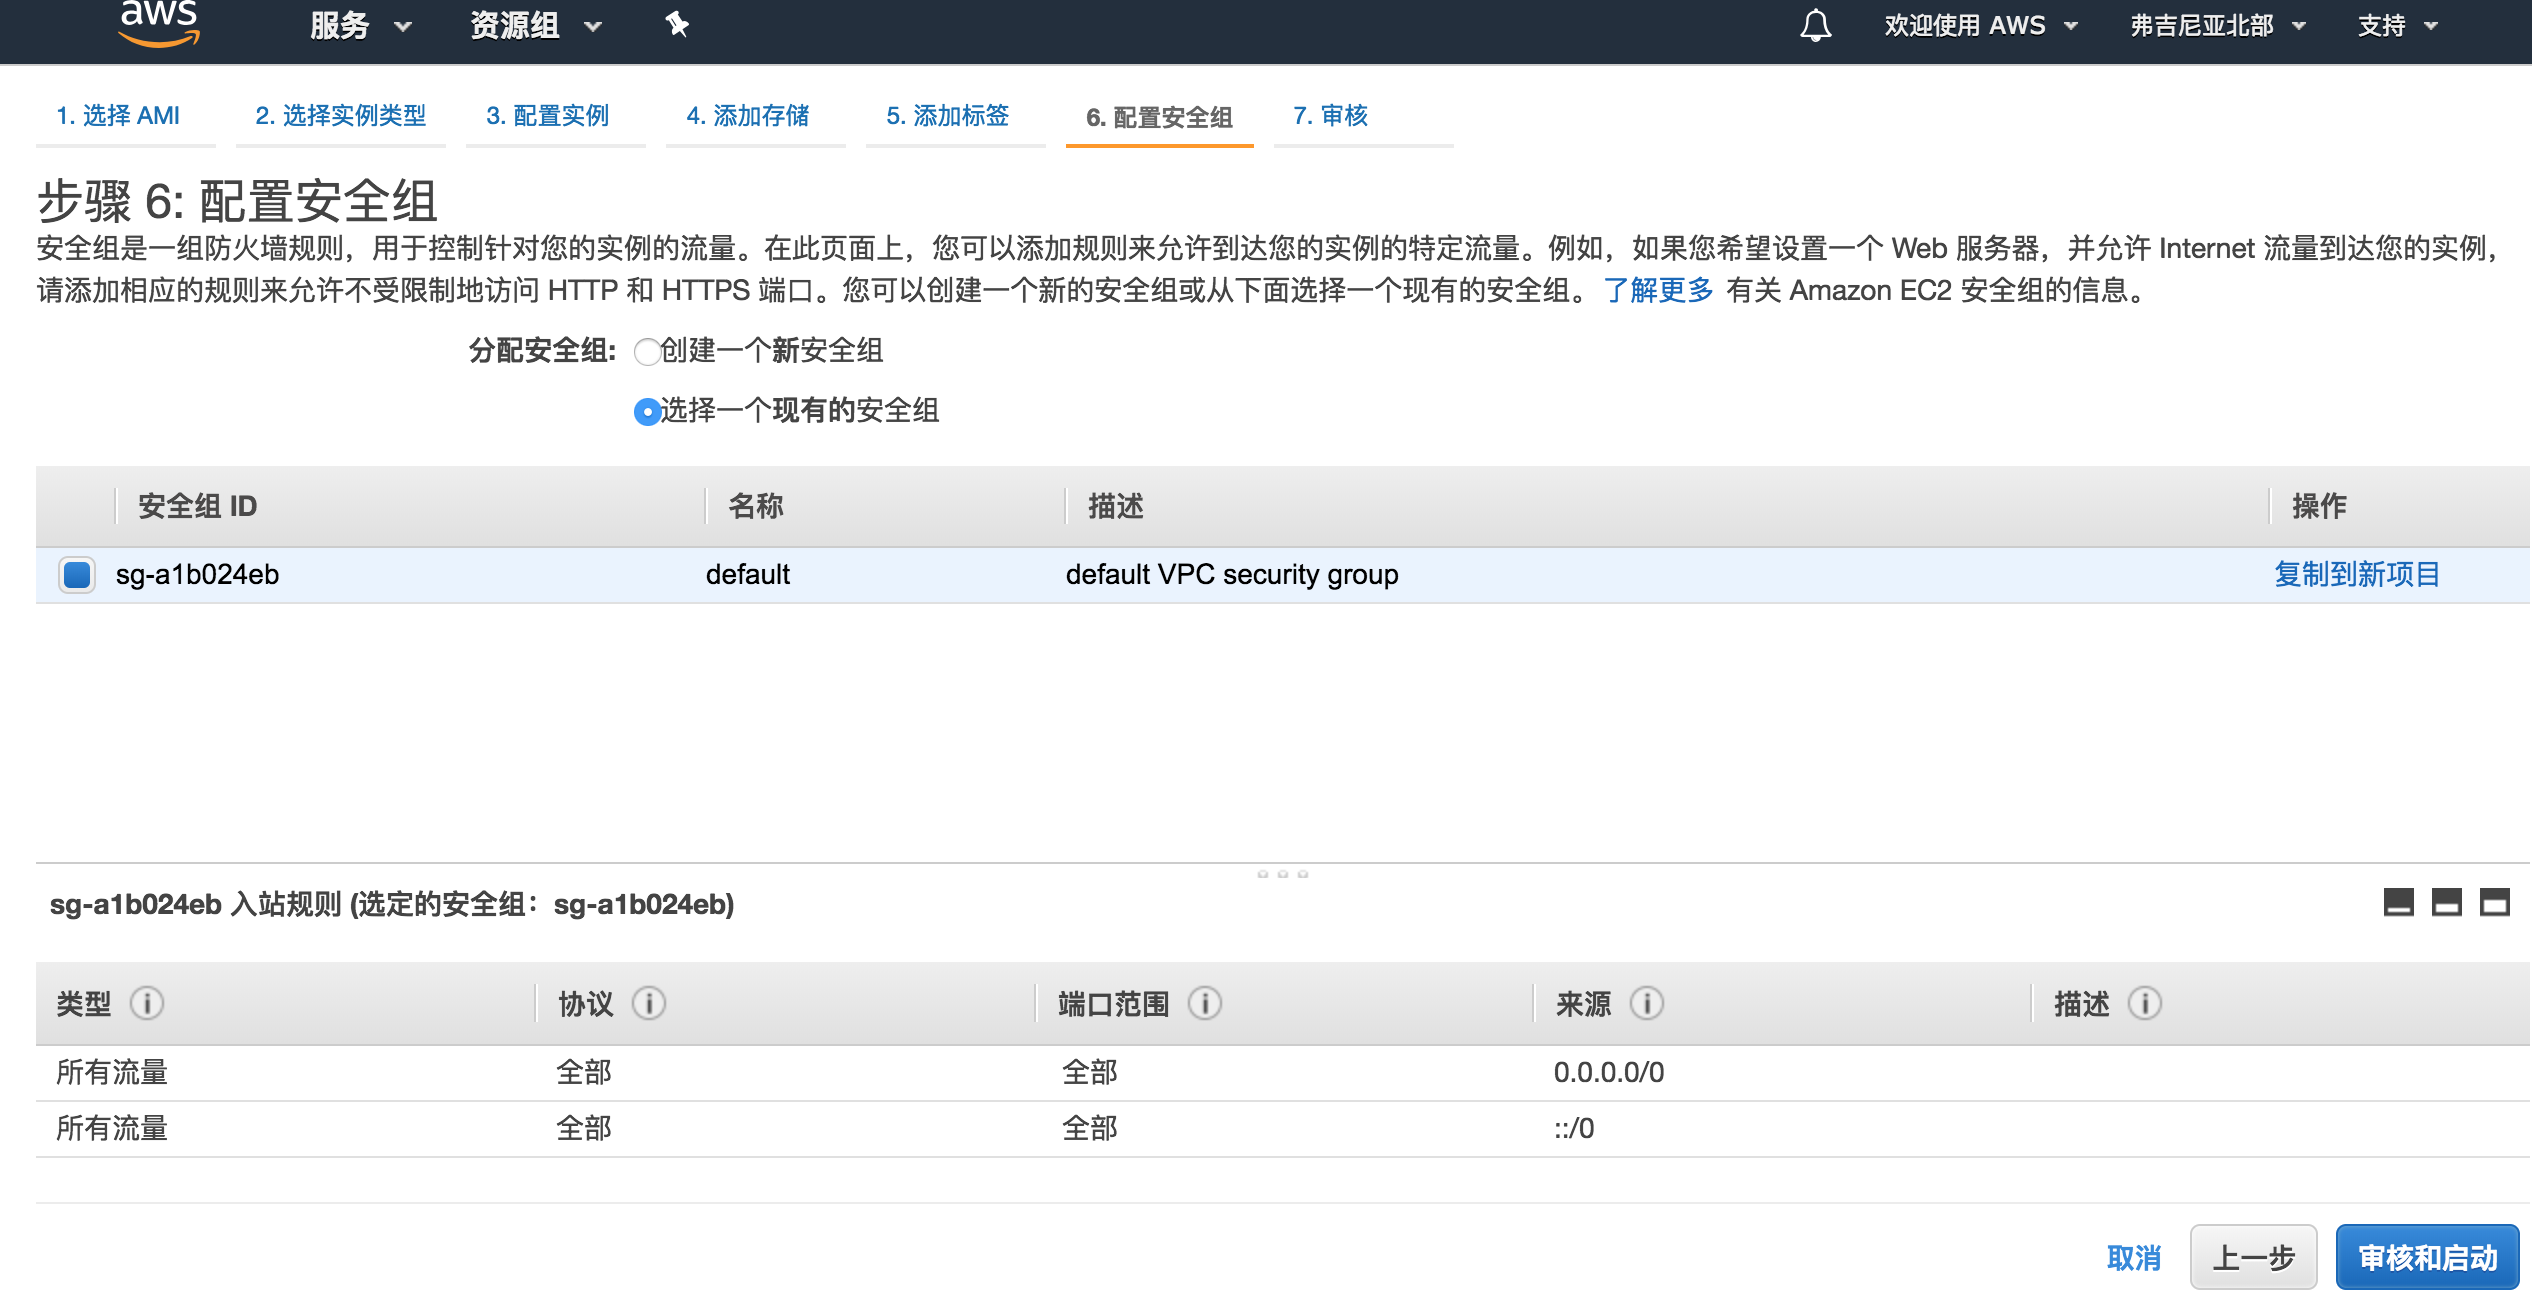 aws 服务 资源组 欢迎使用 AWS 弗吉尼亚北部 支持
1. 选择 AMI 2. 选择实例类型 3. 配置实例 4. 添加存储 5. 添加标签 6. 配置安全组 7. 审核
步骤 6: 配置安全组
安全组是一组防火墙规则，用于控制针对您的实例的流量。在此页面上，您可以添加规则来允许到达您的实例的特定流量。例如，如果您希望设置一个 Web 服务器，并允许 Internet 流量到达您的实例，
请添加相应的规则来允许不受限制地访问 HTTP 和 HTTPS 端口。您可以创建一个新的安全组或从下面选择一个现有的安全组。了解更多 有关 Amazon EC2 安全组的信息。
分配安全组: 创建一个新安全组
选择一个现有的安全组
安全组 ID 名称 描述 操作
sg-a1b024eb default default VPC security group 复制到新项目
sg-a1b024eb 入站规则 (选定的安全组：sg-a1b024eb)
类型 i 协议 i 端口范围 i 来源 i 描述 i
所有流量 全部 全部 0.0.0.0/0
所有流量 全部 全部 ::/0
取消 上一步 审核和启动